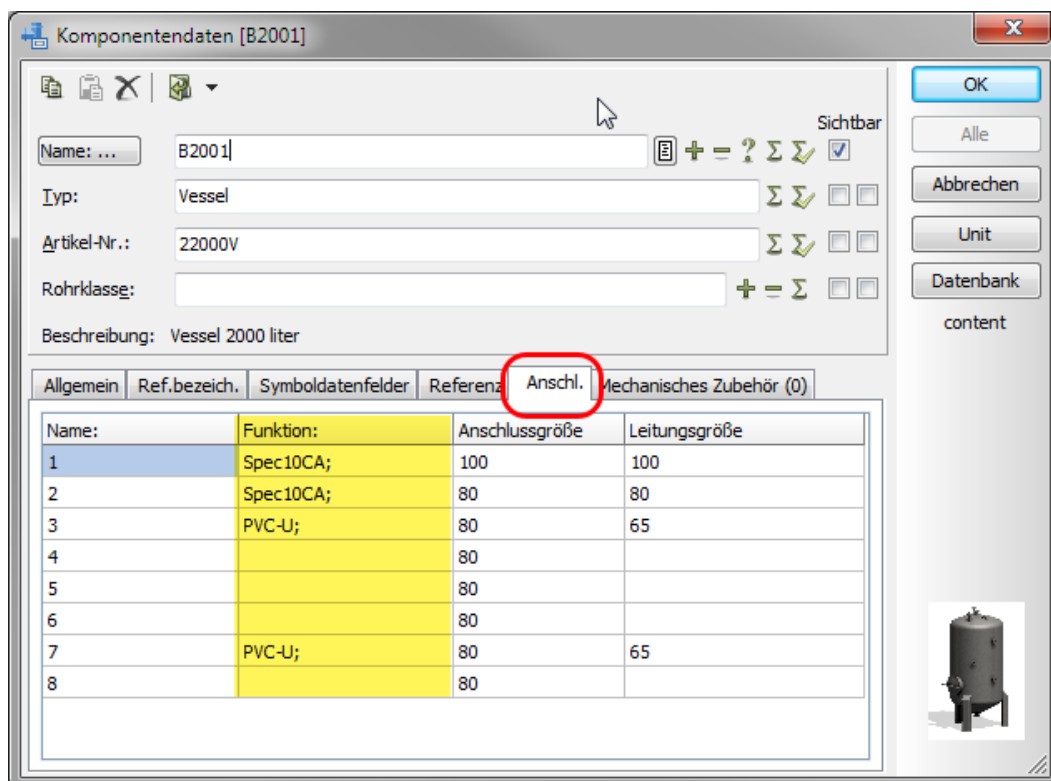 Komponentendaten [B2001]
OK
Sichtbar
Alle
Name: ... B2001
Abbrechen
Typ: Vessel
Unit
Artikel-Nr.: 22000V
Datenbank
Rohrklasse:
content
Beschreibung: Vessel 2000 liter
Allgemein Ref.bezeich. Symboldatenfelder Referenz Anschl. Mechanisches Zubehör (0)
Name: Funktion: Anschlussgröße Leitungsgröße
1 Spec10CA; 100 100
2 Spec10CA; 80 80
3 PVC-U; 80 65
4 80
5 80
6 80
7 PVC-U; 80 65
8 80